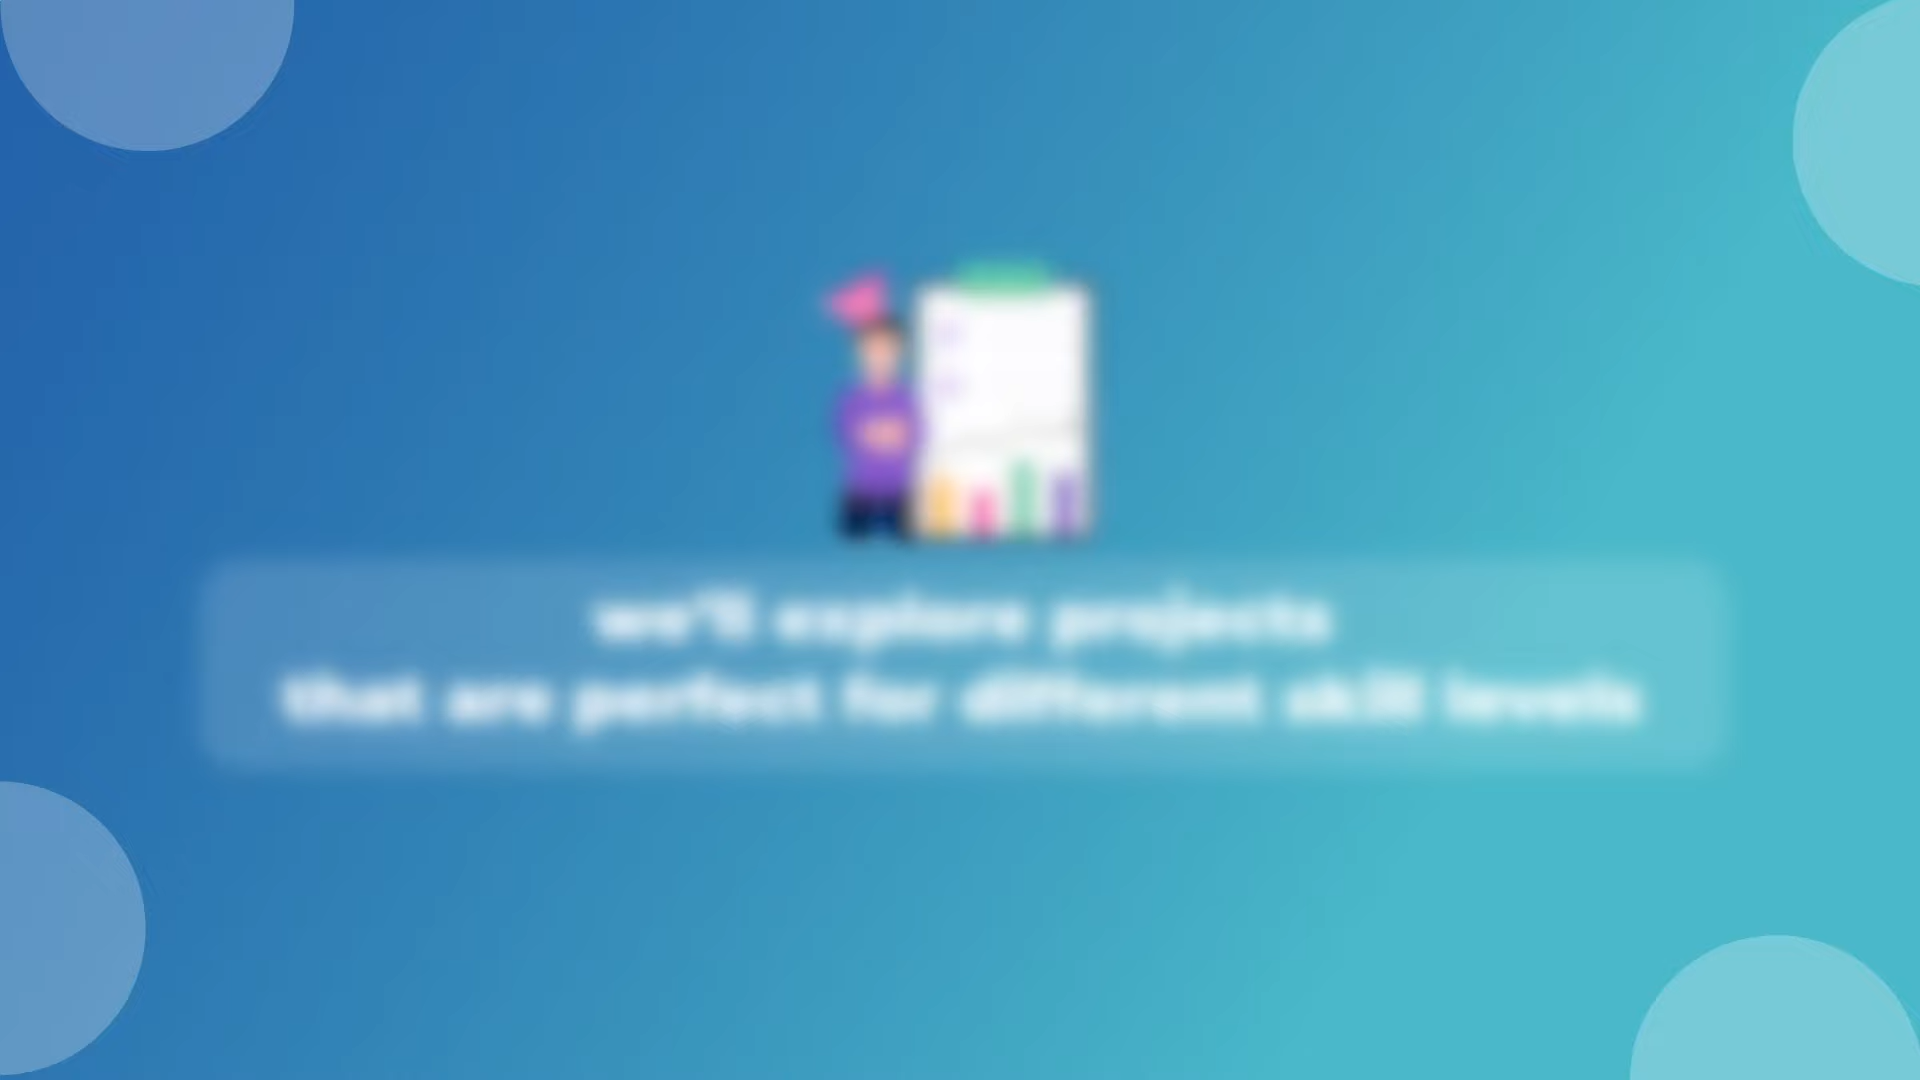 we'll explore projects
that are perfect for different skill levels